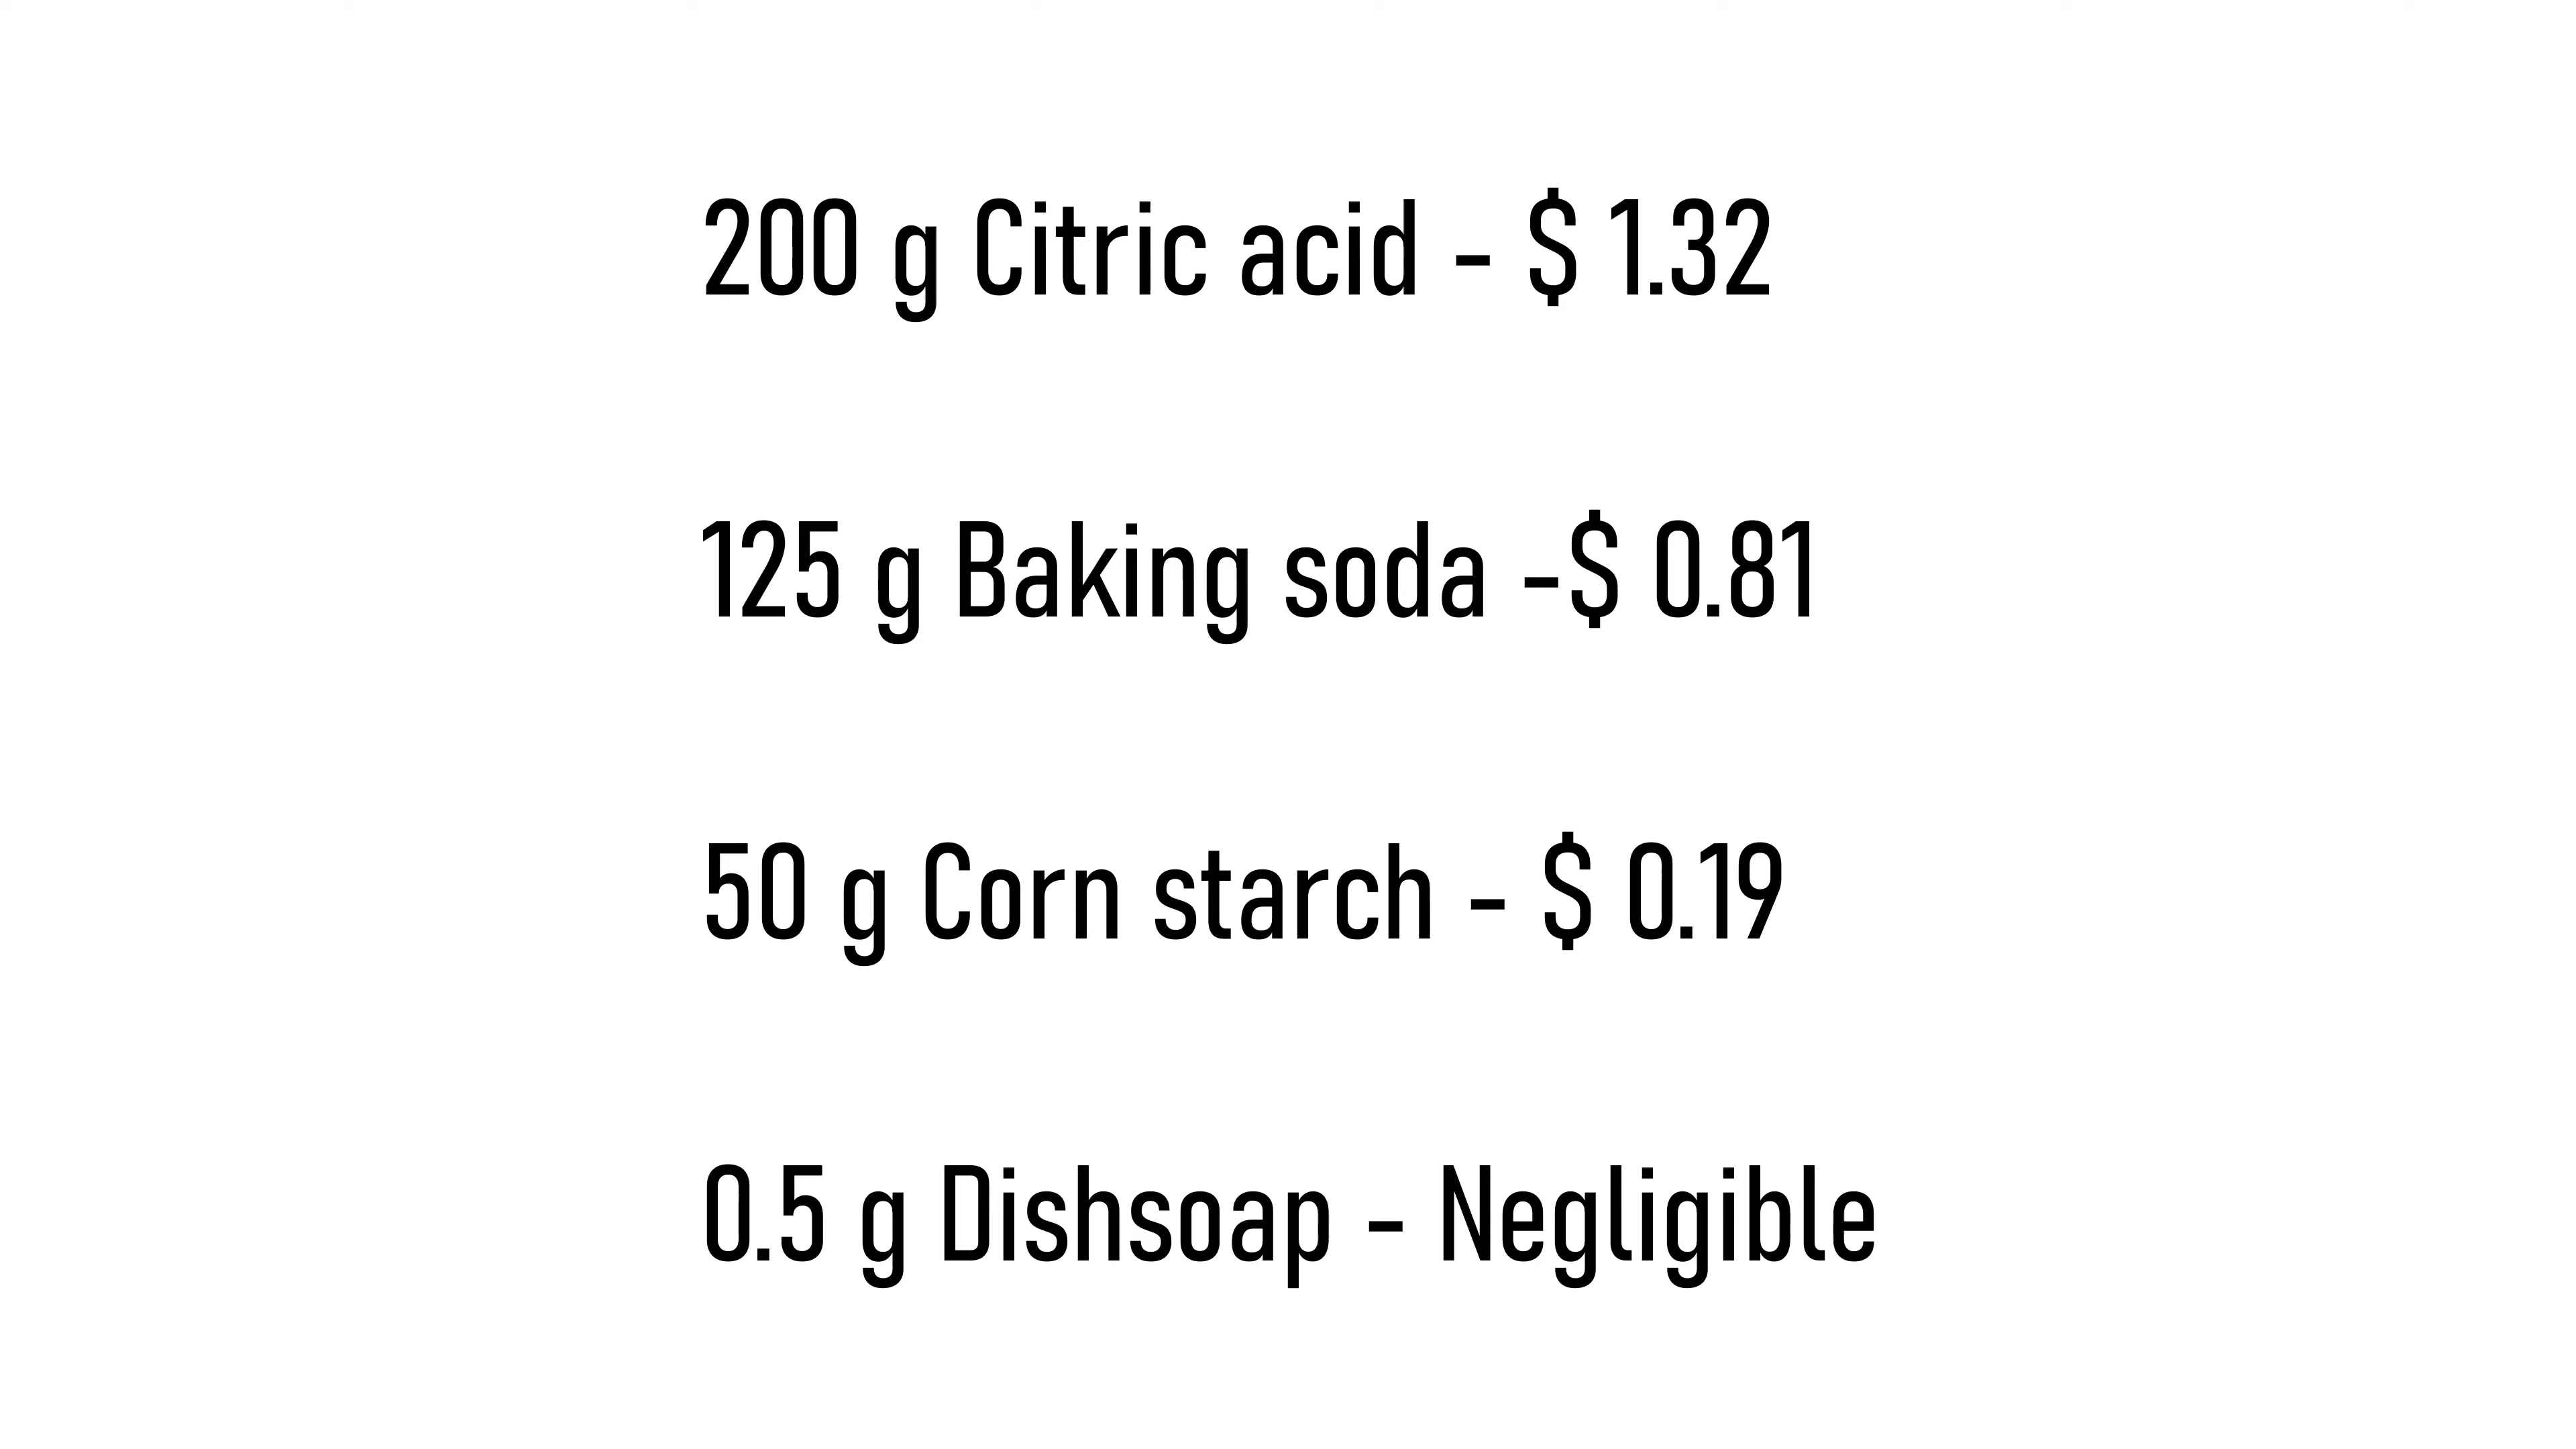 200 g Citric acid - $ 1.32
125 g Baking soda -$ 0.81
50 g Corn starch - $ 0.19
0.5 g Dishsoap - Negligible